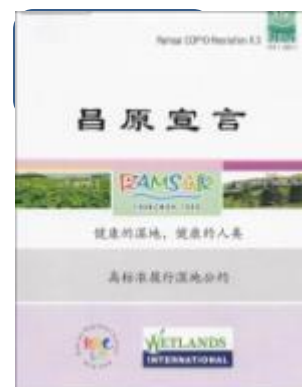 Ramsar COP10 Resolution X.3
昌原宣言
RAMSAR
健康的湿地，健康的人类
高标准履行湿地公约
WETLANDS
INTERNATIONAL